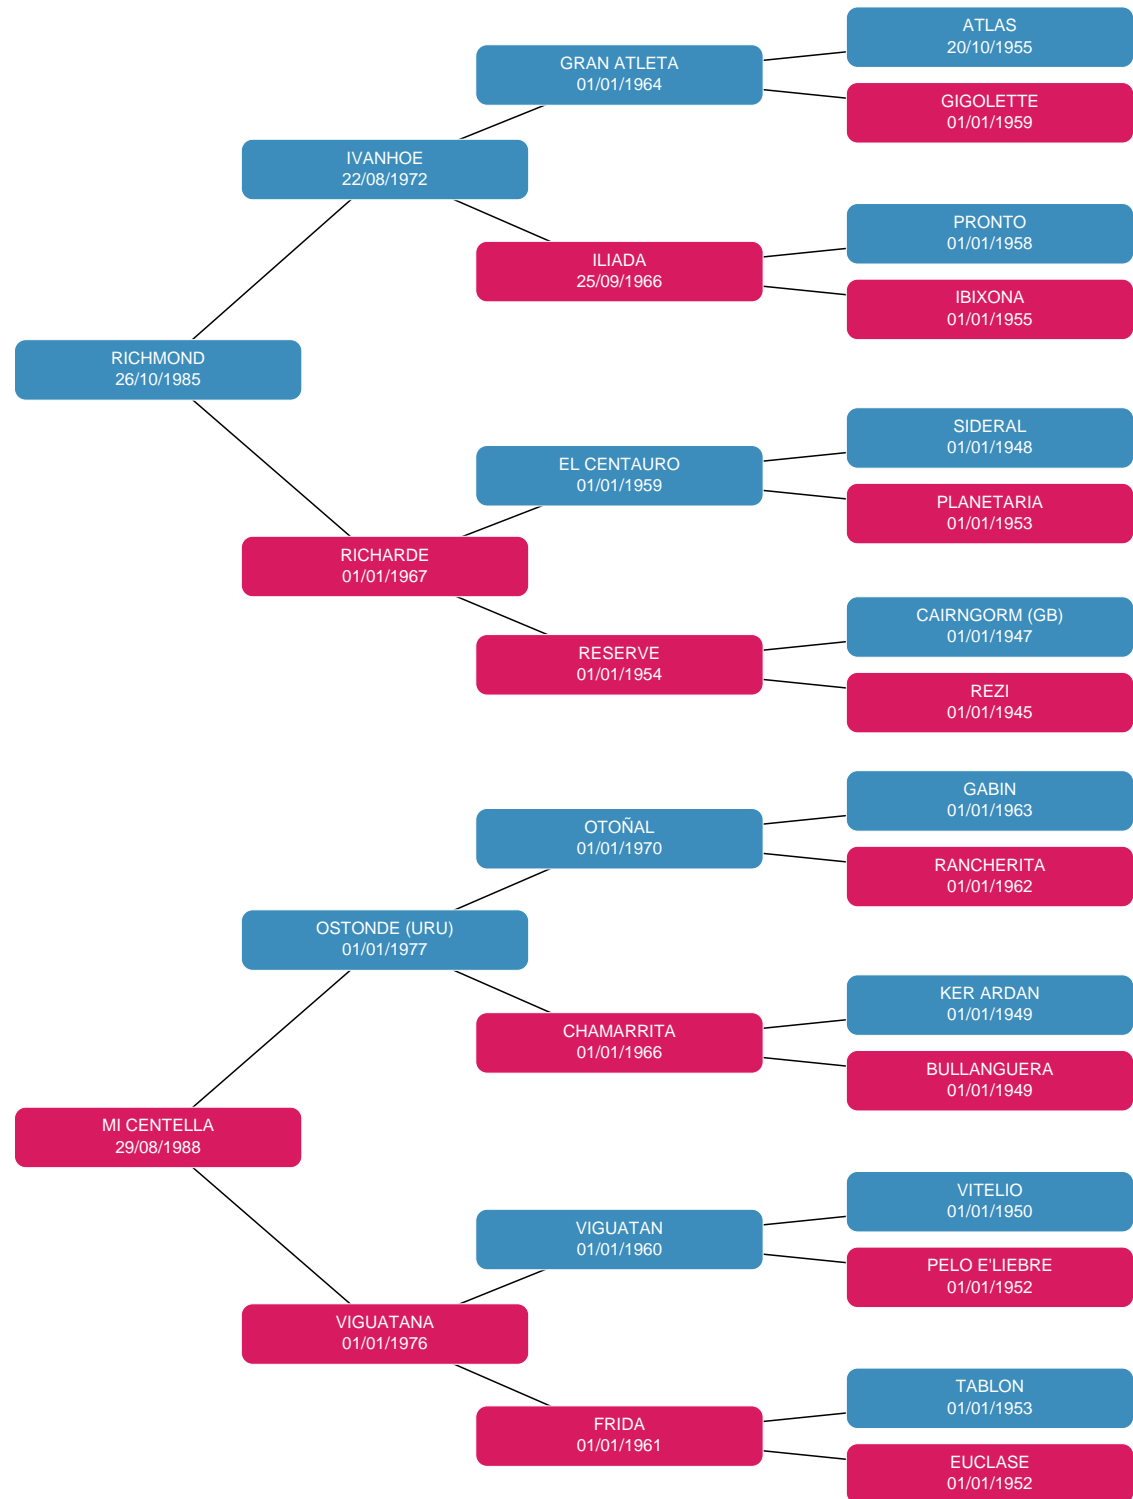 ATLAS
20/10/1955
GRAN ATLETA
01/01/1964
GIGOLETTE
01/01/1959
IVANHOE
22/08/1972
PRONTO
01/01/1958
ILIADA
25/09/1966
IBIXONA
01/01/1955
RICHMOND
26/10/1985
SIDERAL
01/01/1948
EL CENTAURO
01/01/1959
PLANETARIA
01/01/1953
RICHARDE
01/01/1967
CAIRNGORM (GB)
01/01/1947
RESERVE
01/01/1954
REZI
01/01/1945
GABIN
01/01/1963
OTOÑAL
01/01/1970
RANCHERITA
01/01/1962
OSTONDE (URU)
01/01/1977
KER ARDAN
01/01/1949
CHAMARRITA
01/01/1966
BULLANGUERA
01/01/1949
MI CENTELLA
29/08/1988
VITELIO
01/01/1950
VIGUATAN
01/01/1960
PELO E'LIEBRE
01/01/1952
VIGUATANA
01/01/1976
TABLON
01/01/1953
FRIDA
01/01/1961
EUCLASE
01/01/1952